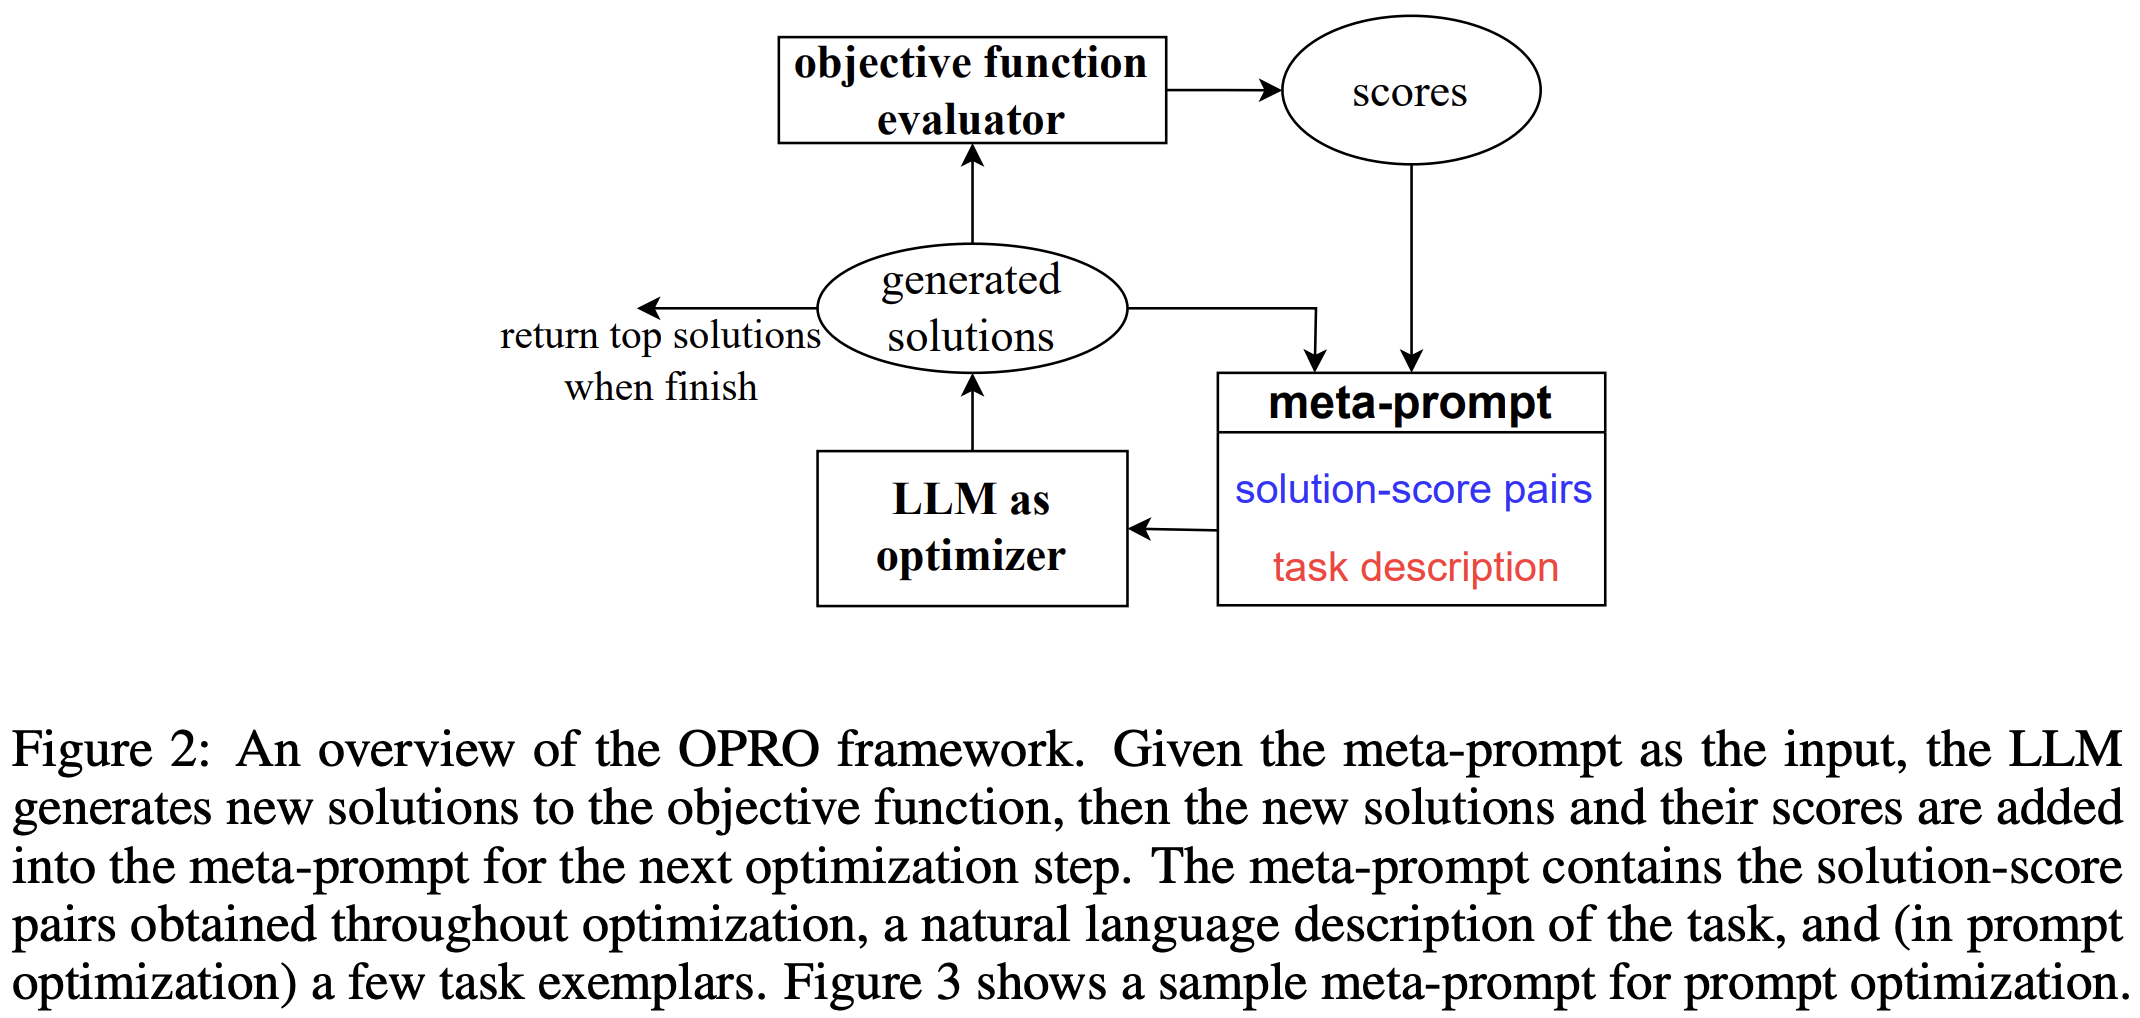 objective function
evaluator
scores
generated
solutions
return top solutions
when finish
meta-prompt
solution-score pairs
task description
LLM as
optimizer
Figure 2: An overview of the OPRO framework. Given the meta-prompt as the input, the LLM
generates new solutions to the objective function, then the new solutions and their scores are added
into the meta-prompt for the next optimization step. The meta-prompt contains the solution-score
pairs obtained throughout optimization, a natural language description of the task, and (in prompt
optimization) a few task exemplars. Figure 3 shows a sample meta-prompt for prompt optimization.